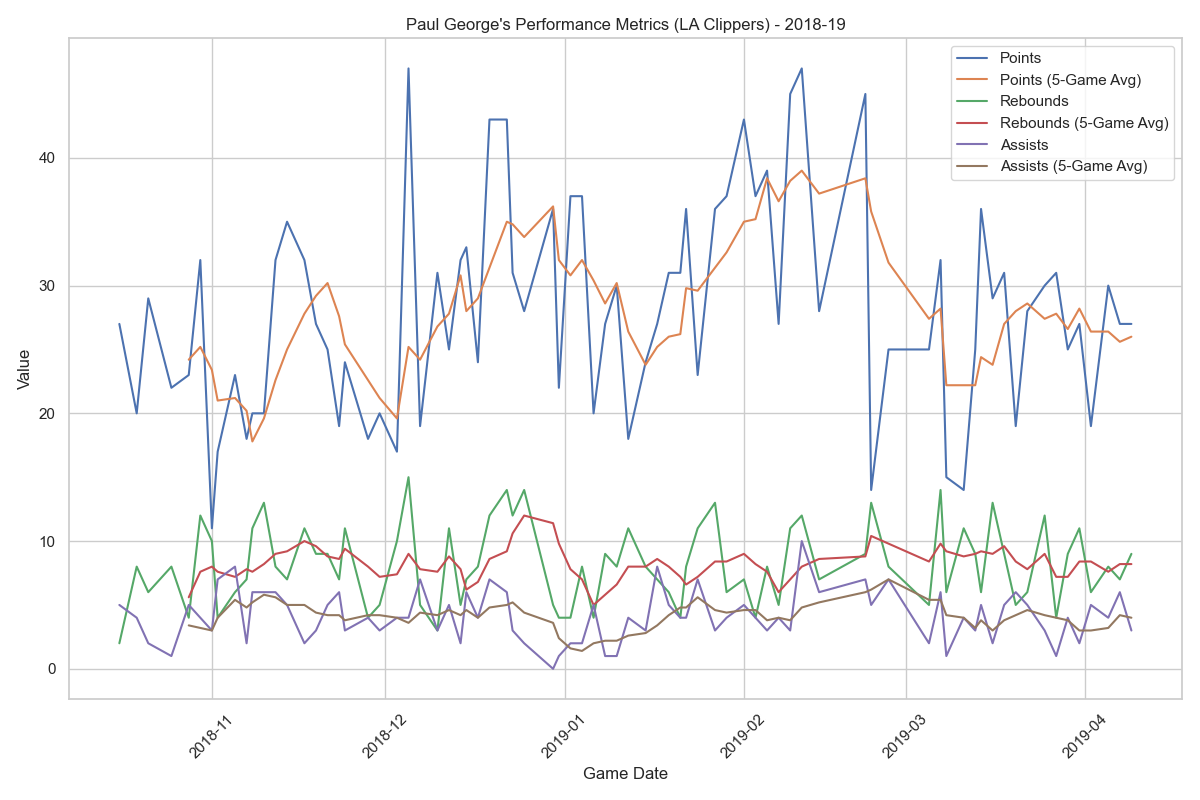 Paul George's Performance Metrics (LA Clippers) - 2018-19
Points
Points (5-Game Avg)
Rebounds
Rebounds (5-Game Avg)
Assists
Assists (5-Game Avg)
Value
40
30
20
10
0
2018-11
2018-12
2019-01
2019-02
2019-03
2019-04
Game Date